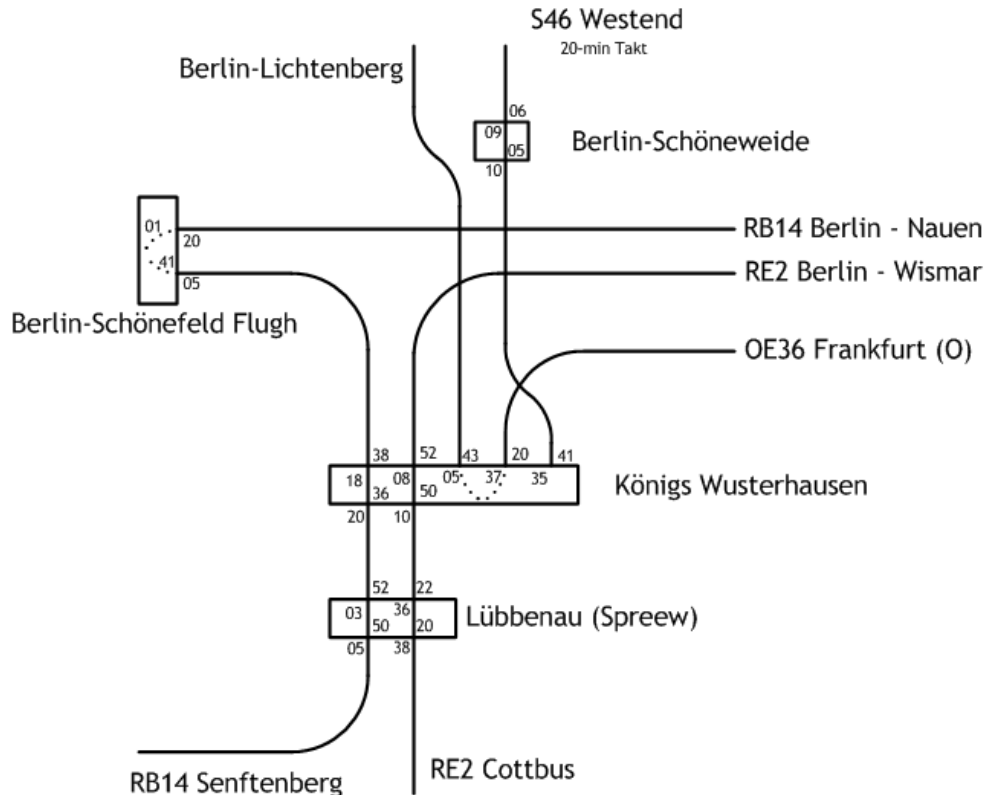 S46 Westend
20-min Takt
Berlin-Lichtenberg
06
09
05
10
Berlin-Schöneweide
01
20
41
05
RB14 Berlin - Nauen
RE2 Berlin - Wismar
Berlin-Schönefeld Flugh
OE36 Frankfurt (O)
38 52 43 20 41
18 08 05 37 35
36 50
20 10
Königs Wusterhausen
52 22
03 36
50 20
05 38
Lübbenau (Spreew)
RB14 Senftenberg
RE2 Cottbus